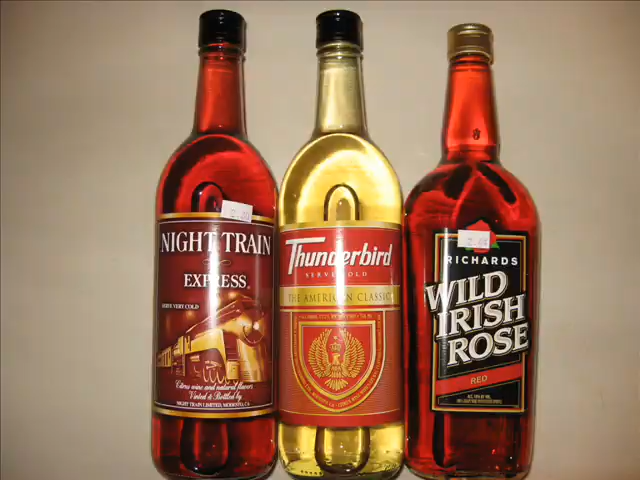 NIGHT TRAIN
EXPRESS
SERVE VERY COLD
Citrus wine and natural flavors
Vinted & Bottled by
NIGHT TRAIN LIMITED, MODESTO, CA
Thunderbird
SERVE COLD
THE AMERICAN CLASSIC
RICHARDS
WILD
IRISH
ROSE
RED